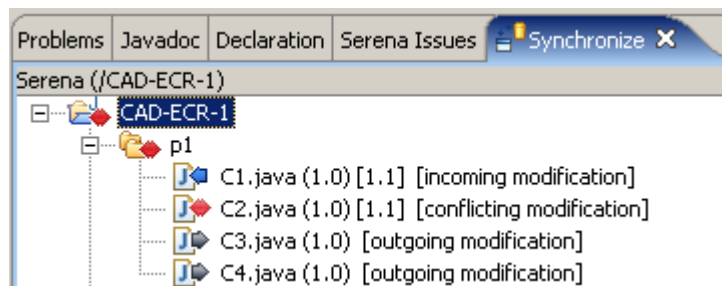 Problems Javadoc Declaration Serena Issues Synchronize
Serena (/CAD-ECR-1)
CAD-ECR-1
p1
C1.java (1.0) [1.1] [incoming modification]
C2.java (1.0) [1.1] [conflicting modification]
C3.java (1.0) [outgoing modification]
C4.java (1.0) [outgoing modification]